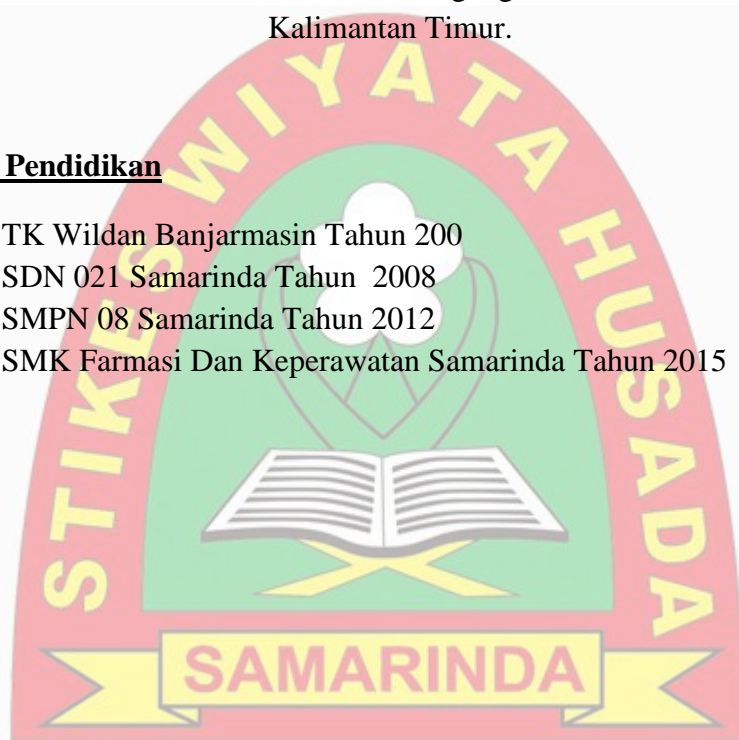 Kalimantan Timur.
Pendidikan
TK Wildan Banjarmasin Tahun 200
SDN 021 Samarinda Tahun  2008
SMPN 08 Samarinda Tahun 2012
SMK Farmasi Dan Keperawatan Samarinda Tahun 2015
STIKES WIYATA HUSADA
SAMARINDA